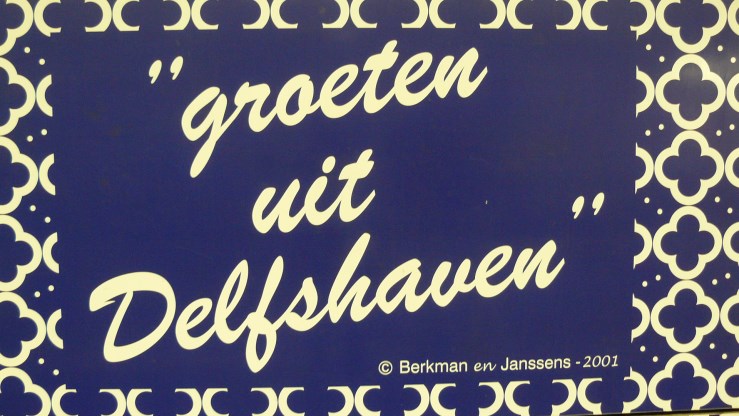 "groeten
uit
Delfshaven"
© Berkman en Janssens - 2001